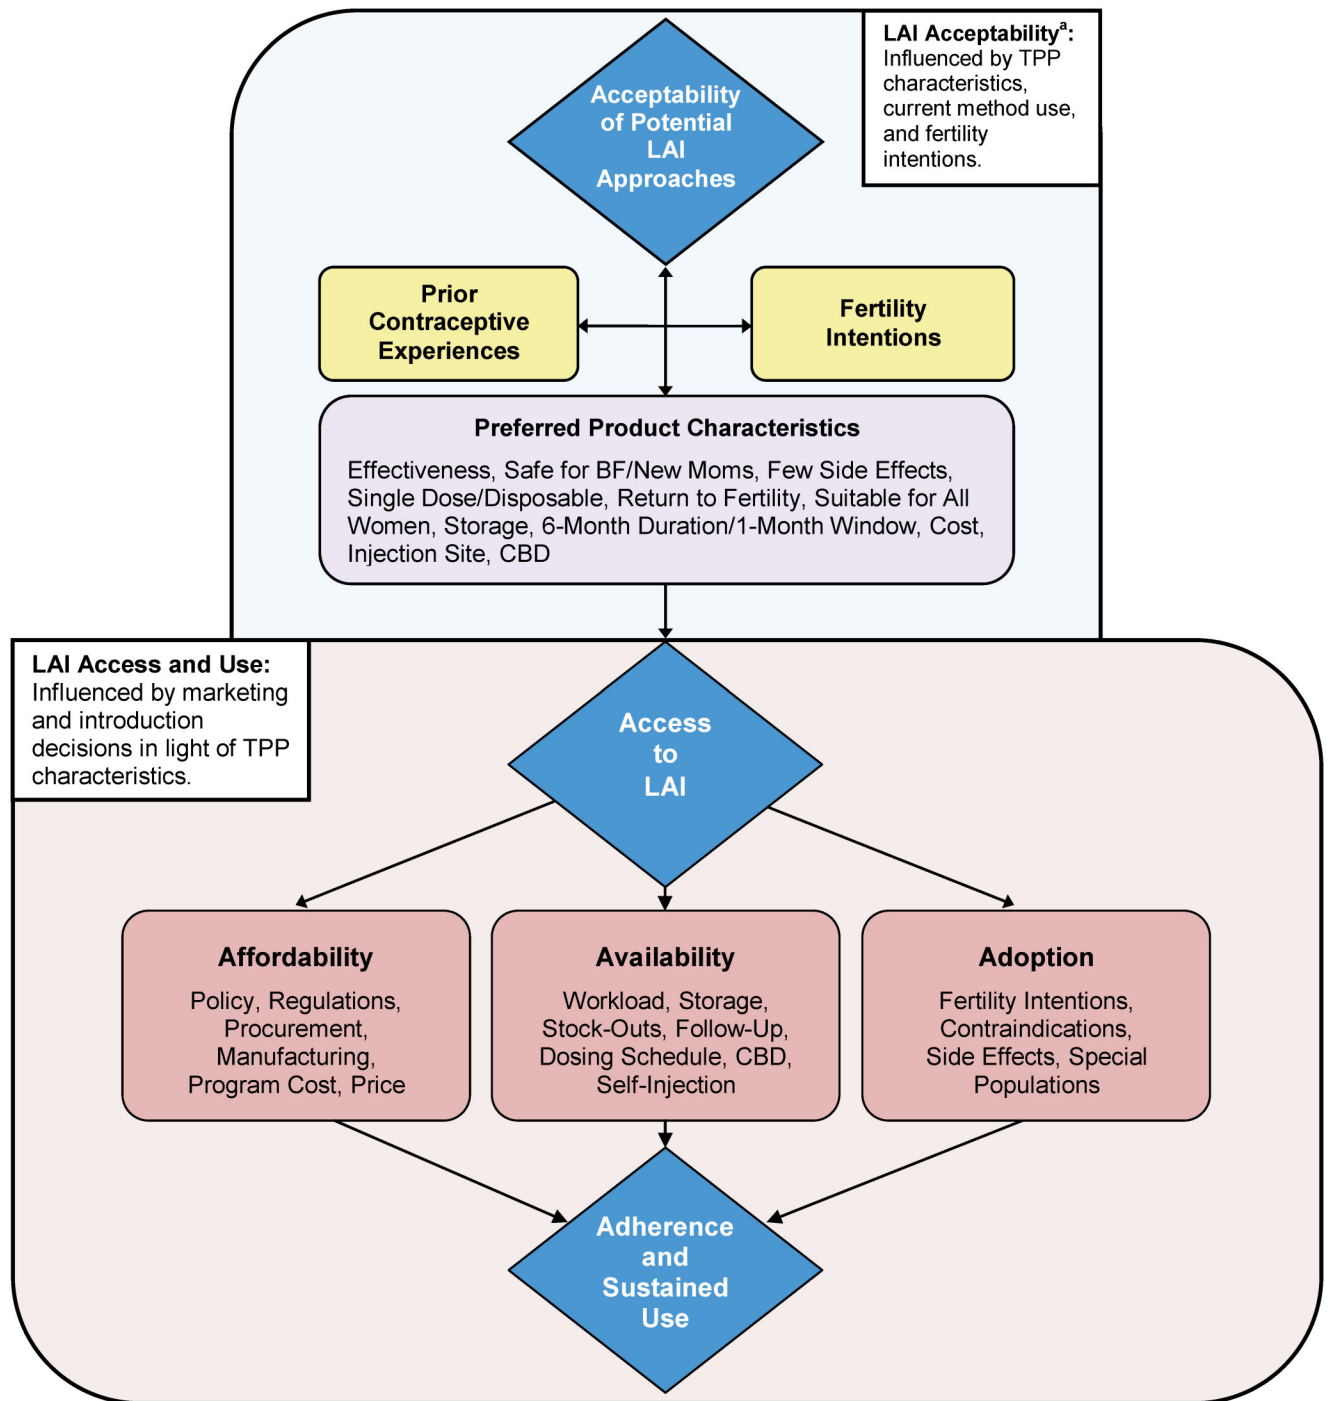 LAI Acceptabilityᵃ:
Influenced by TPP
characteristics,
current method use,
and fertility
intentions.
Acceptability
of Potential
LAI
Approaches
Prior
Contraceptive
Experiences
Fertility
Intentions
Preferred Product Characteristics
Effectiveness, Safe for BF/New Moms, Few Side Effects,
Single Dose/Disposable, Return to Fertility, Suitable for All
Women, Storage, 6-Month Duration/1-Month Window, Cost,
Injection Site, CBD
LAI Access and Use:
Influenced by marketing
and introduction
decisions in light of TPP
characteristics.
Access
to
LAI
Affordability
Policy, Regulations,
Procurement,
Manufacturing,
Program Cost, Price
Availability
Workload, Storage,
Stock-Outs, Follow-Up,
Dosing Schedule, CBD,
Self-Injection
Adoption
Fertility Intentions,
Contraindications,
Side Effects, Special
Populations
Adherence
and
Sustained
Use